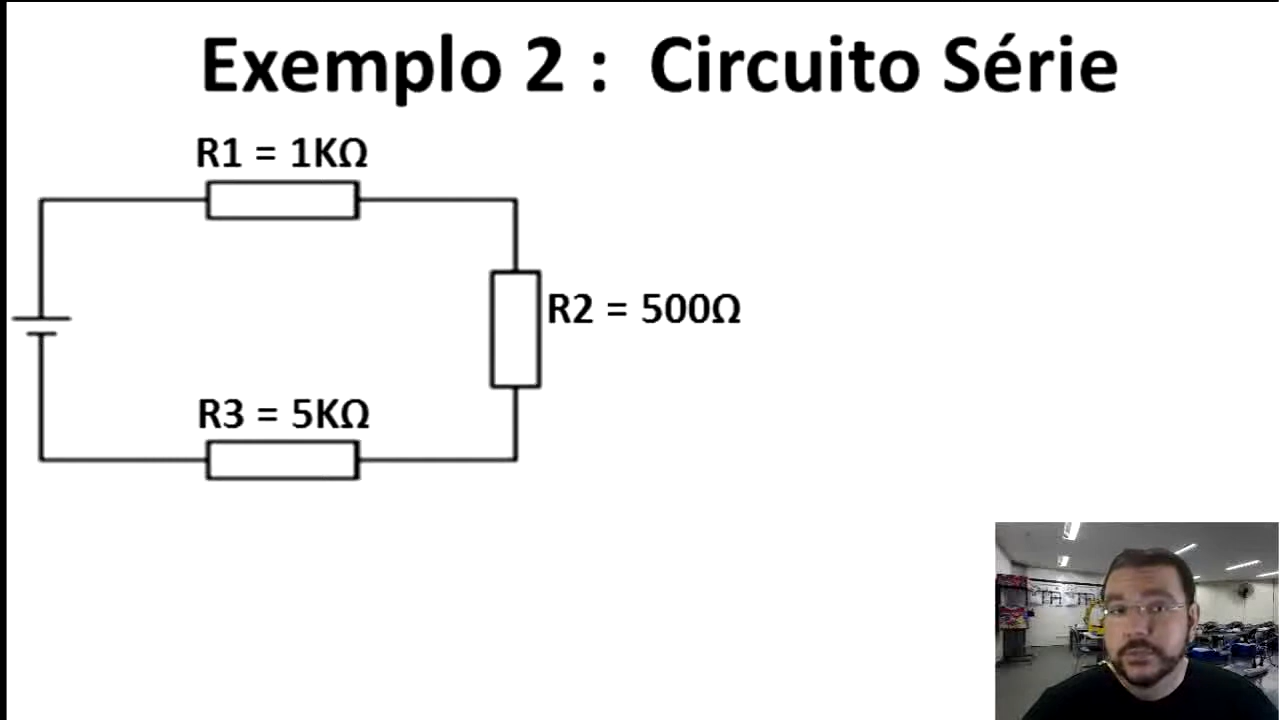 Exemplo 2 : Circuito Série
R1 = 1KΩ
R2 = 500Ω
R3 = 5KΩ